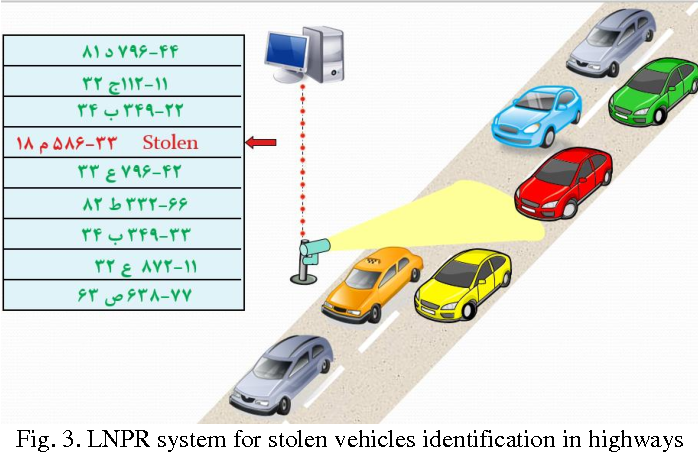 ۸۱ د ۷۹۶-۴۴
۳۲ ج ۱۱۲-۱۱
۳۴ ب ۳۴۹-۲۲
۱۸ م ۵۸۶-۳۳ Stolen
۳۳ ع ۷۹۶-۴۲
۸۲ ط ۳۳۲-۶۶
۳۴ ب ۳۴۹-۳۳
۳۲ ع ۸۷۲-۱۱
۶۳ ص ۶۳۸-۷۷
Fig. 3. LNPR system for stolen vehicles identification in highways